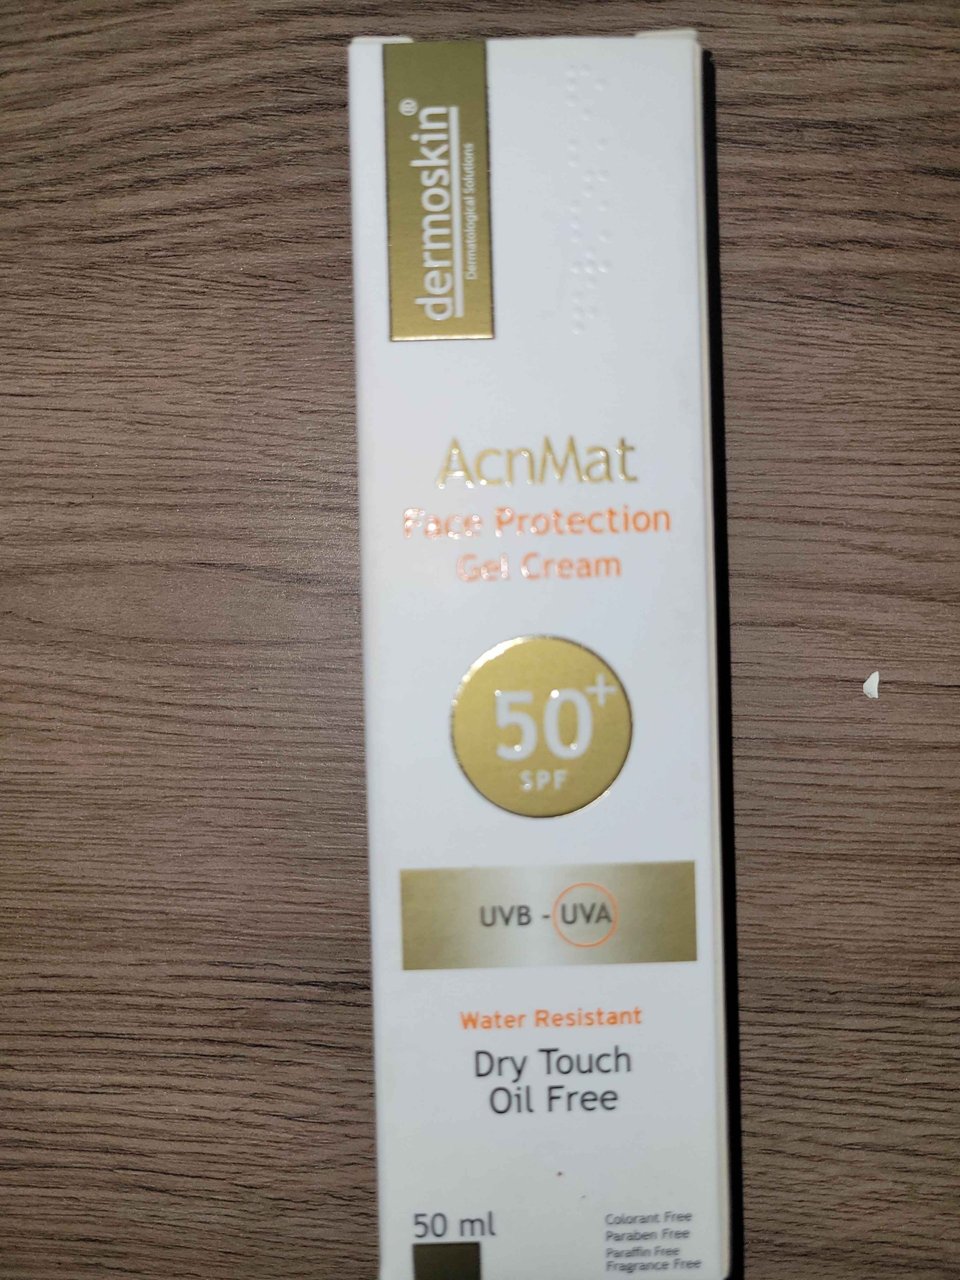 dermoskin®
Dermatological Solutions
AcnMat
Face Protection
Gel Cream
50+
SPF
UVB - UVA
Water Resistant
Dry Touch
Oil Free
50 ml
Colorant Free
Paraben Free
Paraffin Free
Fragrance Free